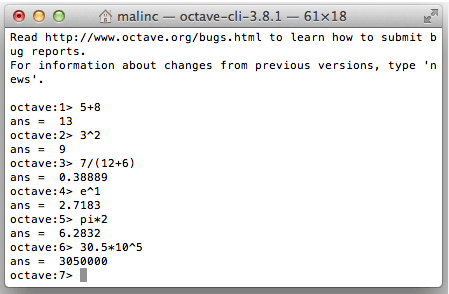 malinc — octave-cli-3.8.1 — 61×18
Read http://www.octave.org/bugs.html to learn how to submit b
ug reports.
For information about changes from previous versions, type 'n
ews'.
octave:1> 5+8
ans =  13
octave:2> 3^2
ans =  9
octave:3> 7/(12+6)
ans =  0.38889
octave:4> e^1
ans =  2.7183
octave:5> pi*2
ans =  6.2832
octave:6> 30.5*10^5
ans =  3050000
octave:7>